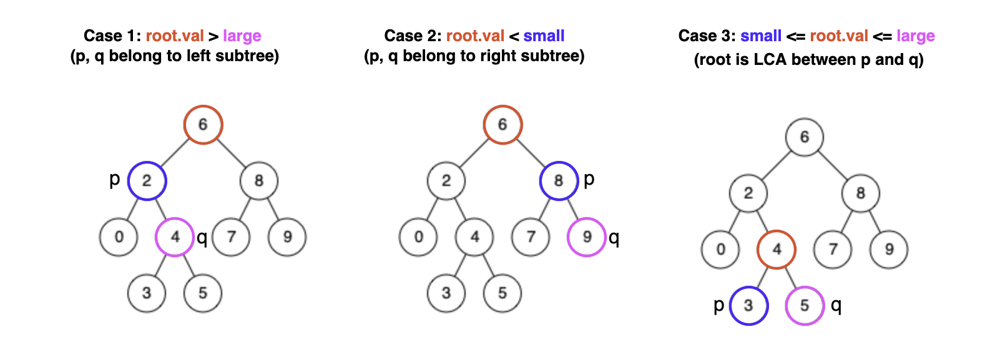 Case 1: root.val > large
(p, q belong to left subtree)
6
p 2 8
0 4 q 7 9
3 5
Case 2: root.val < small
(p, q belong to right subtree)
6
2 8 p
0 4 7 9 q
3 5
Case 3: small <= root.val <= large
(root is LCA between p and q)
6
2 8
0 4 7 9
p 3 5 q